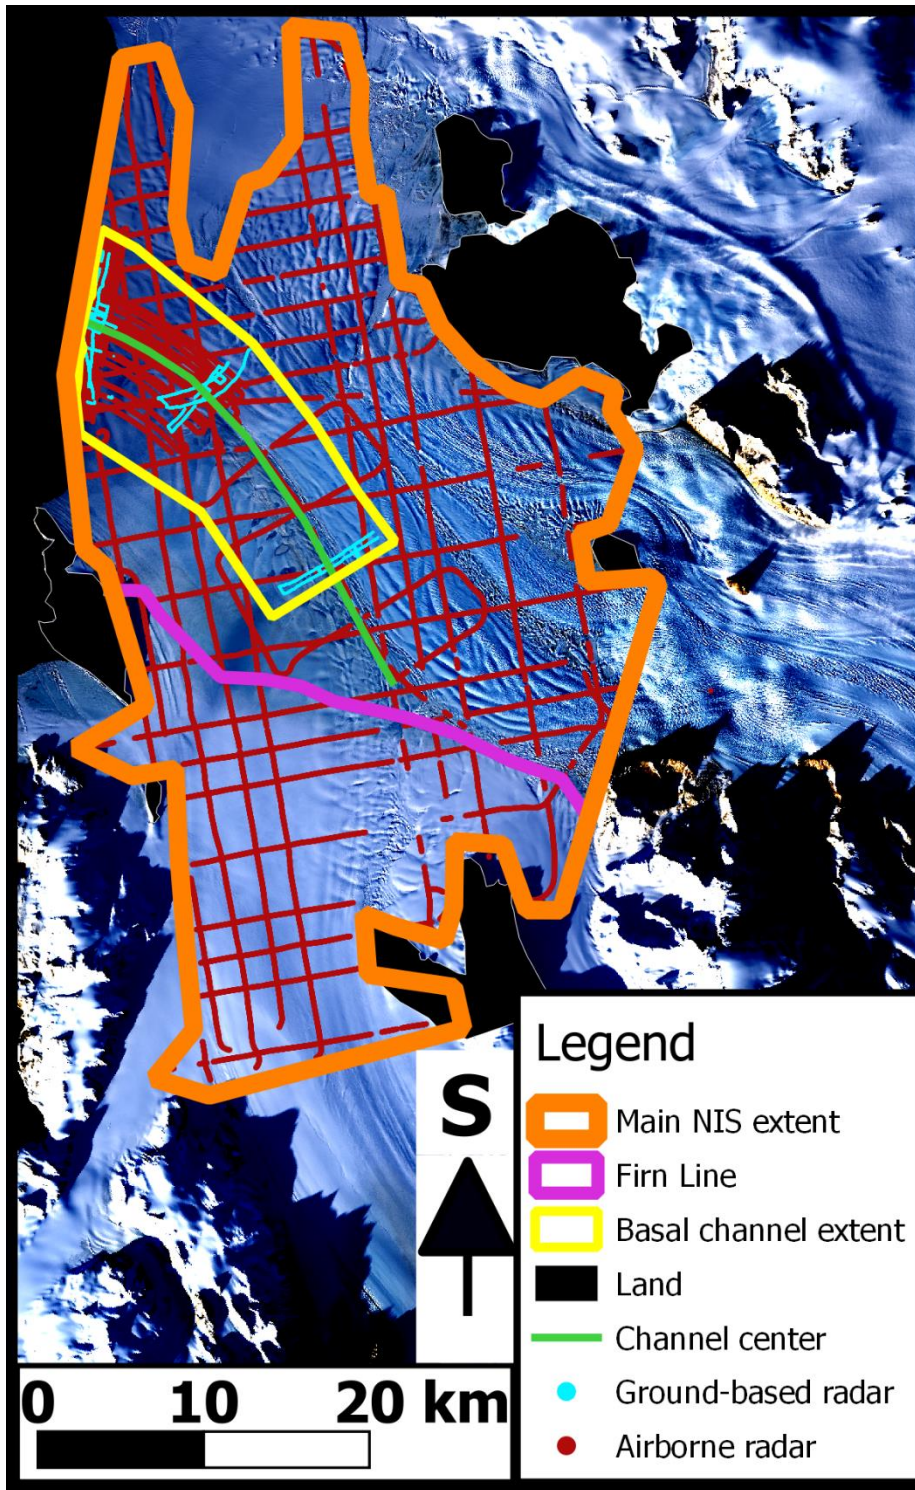 S
0 10 20 km
Legend
Main NIS extent
Firn Line
Basal channel extent
Land
Channel center
Ground-based radar
Airborne radar